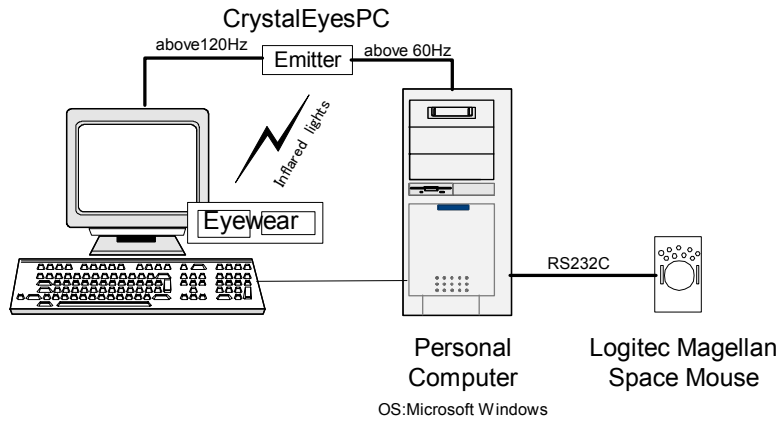 CrystalEyesPC
above120Hz
Emitter
above 60Hz
Inflared lights
Eyewear
RS232C
Personal
Computer
OS:Microsoft Windows
Logitec Magellan
Space Mouse